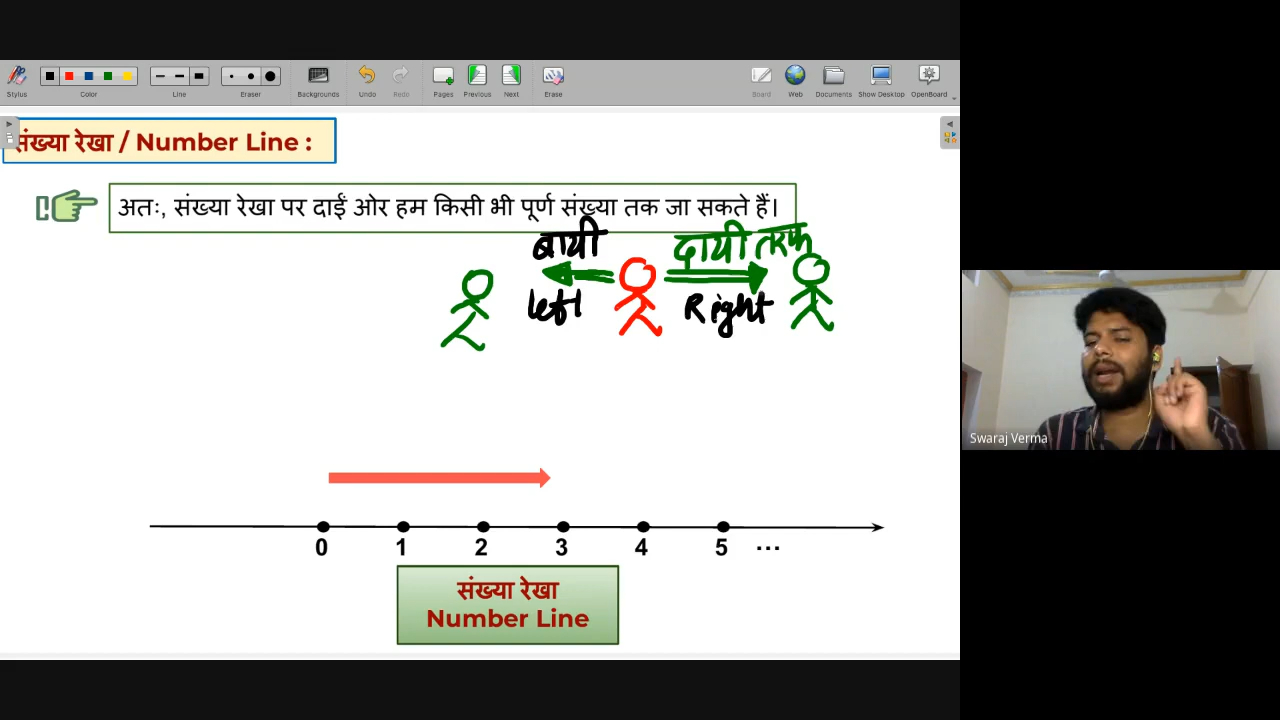 Stylus
Color
Line
Eraser
Backgrounds
Undo
Redo
Pages
Previous
Next
Erase
Board
Web
Documents
Show Desktop
OpenBoard
संख्या रेखा / Number Line :
अतः, संख्या रेखा पर दाईं ओर हम किसी भी पूर्ण संख्या तक जा सकते हैं।
बायी
दायी तरफ
left
Right
Swaraj Verma
0 1 2 3 4 5 ...
संख्या रेखा
Number Line